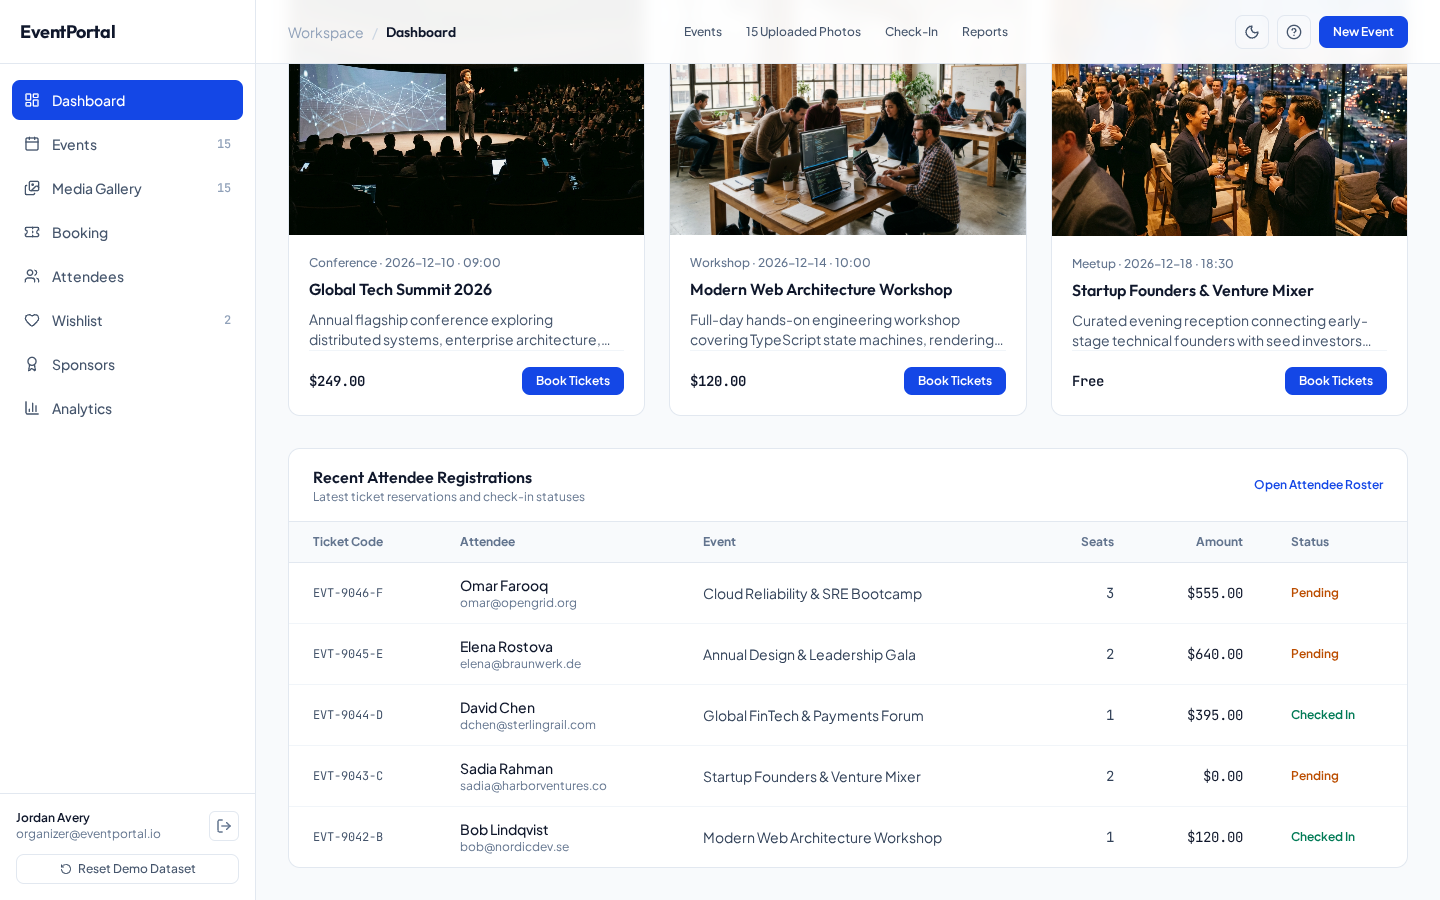 EventPortal
Workspace / Dashboard
Events
15 Uploaded Photos
Check-In
Reports
New Event
Dashboard
Events 15
Media Gallery 15
Booking
Attendees
Wishlist 2
Sponsors
Analytics
Jordan Avery
organizer@eventportal.io
Reset Demo Dataset
Conference · 2026-12-10 · 09:00
Global Tech Summit 2026
Annual flagship conference exploring
distributed systems, enterprise architecture,...
$249.00
Book Tickets
Workshop · 2026-12-14 · 10:00
Modern Web Architecture Workshop
Full-day hands-on engineering workshop
covering TypeScript state machines, rendering...
$120.00
Book Tickets
Meetup · 2026-12-18 · 18:30
Startup Founders & Venture Mixer
Curated evening reception connecting early-
stage technical founders with seed investors...
Free
Book Tickets
Recent Attendee Registrations
Latest ticket reservations and check-in statuses
Open Attendee Roster
Ticket Code Attendee Event Seats Amount Status
EVT-9046-F Omar Farooq Cloud Reliability & SRE Bootcamp 3 $555.00 Pending
omar@opengrid.org
EVT-9045-E Elena Rostova Annual Design & Leadership Gala 2 $640.00 Pending
elena@braunwerk.de
EVT-9044-D David Chen Global FinTech & Payments Forum 1 $395.00 Checked In
dchen@sterlingrail.com
EVT-9043-C Sadia Rahman Startup Founders & Venture Mixer 2 $0.00 Pending
sadia@harborventures.co
EVT-9042-B Bob Lindqvist Modern Web Architecture Workshop 1 $120.00 Checked In
bob@nordicdev.se